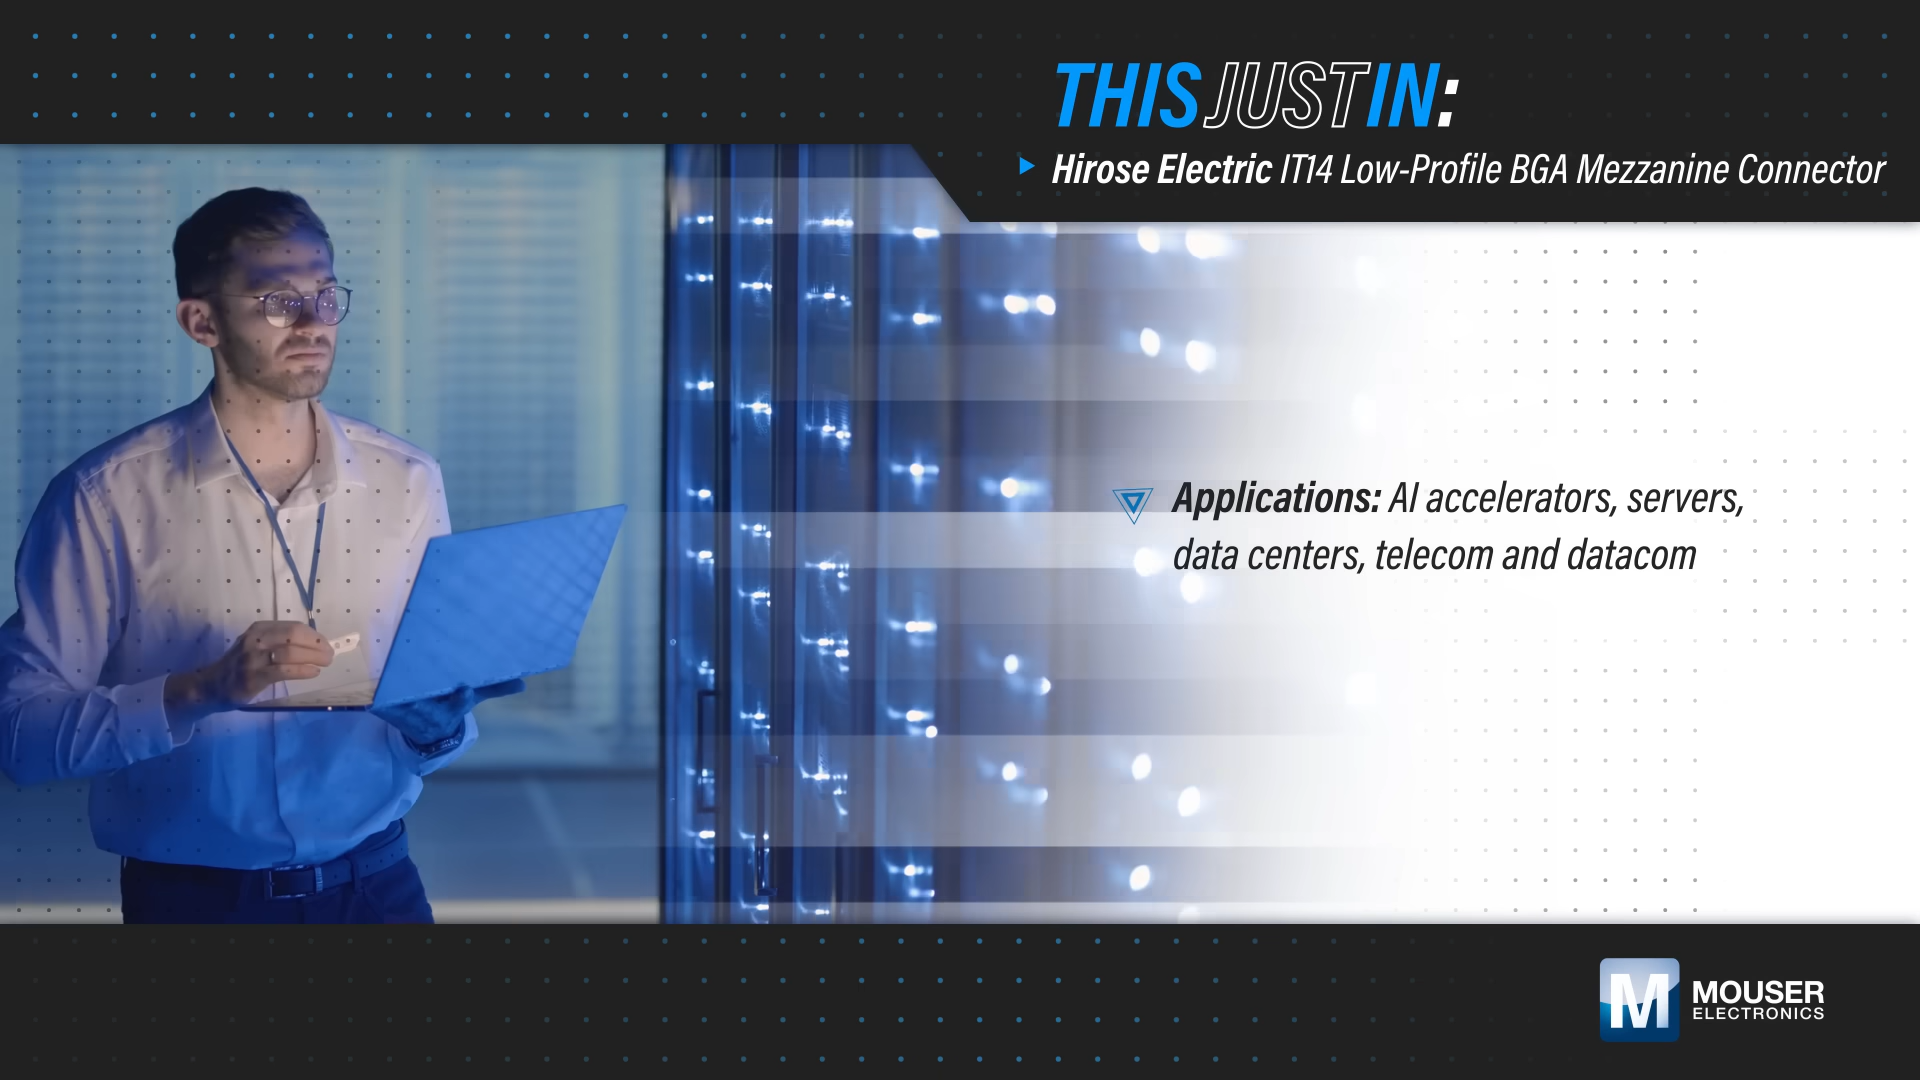 THIS JUST IN:
Hirose Electric IT14 Low-Profile BGA Mezzanine Connector
Applications: AI accelerators, servers,
data centers, telecom and datacom
M MOUSER
ELECTRONICS